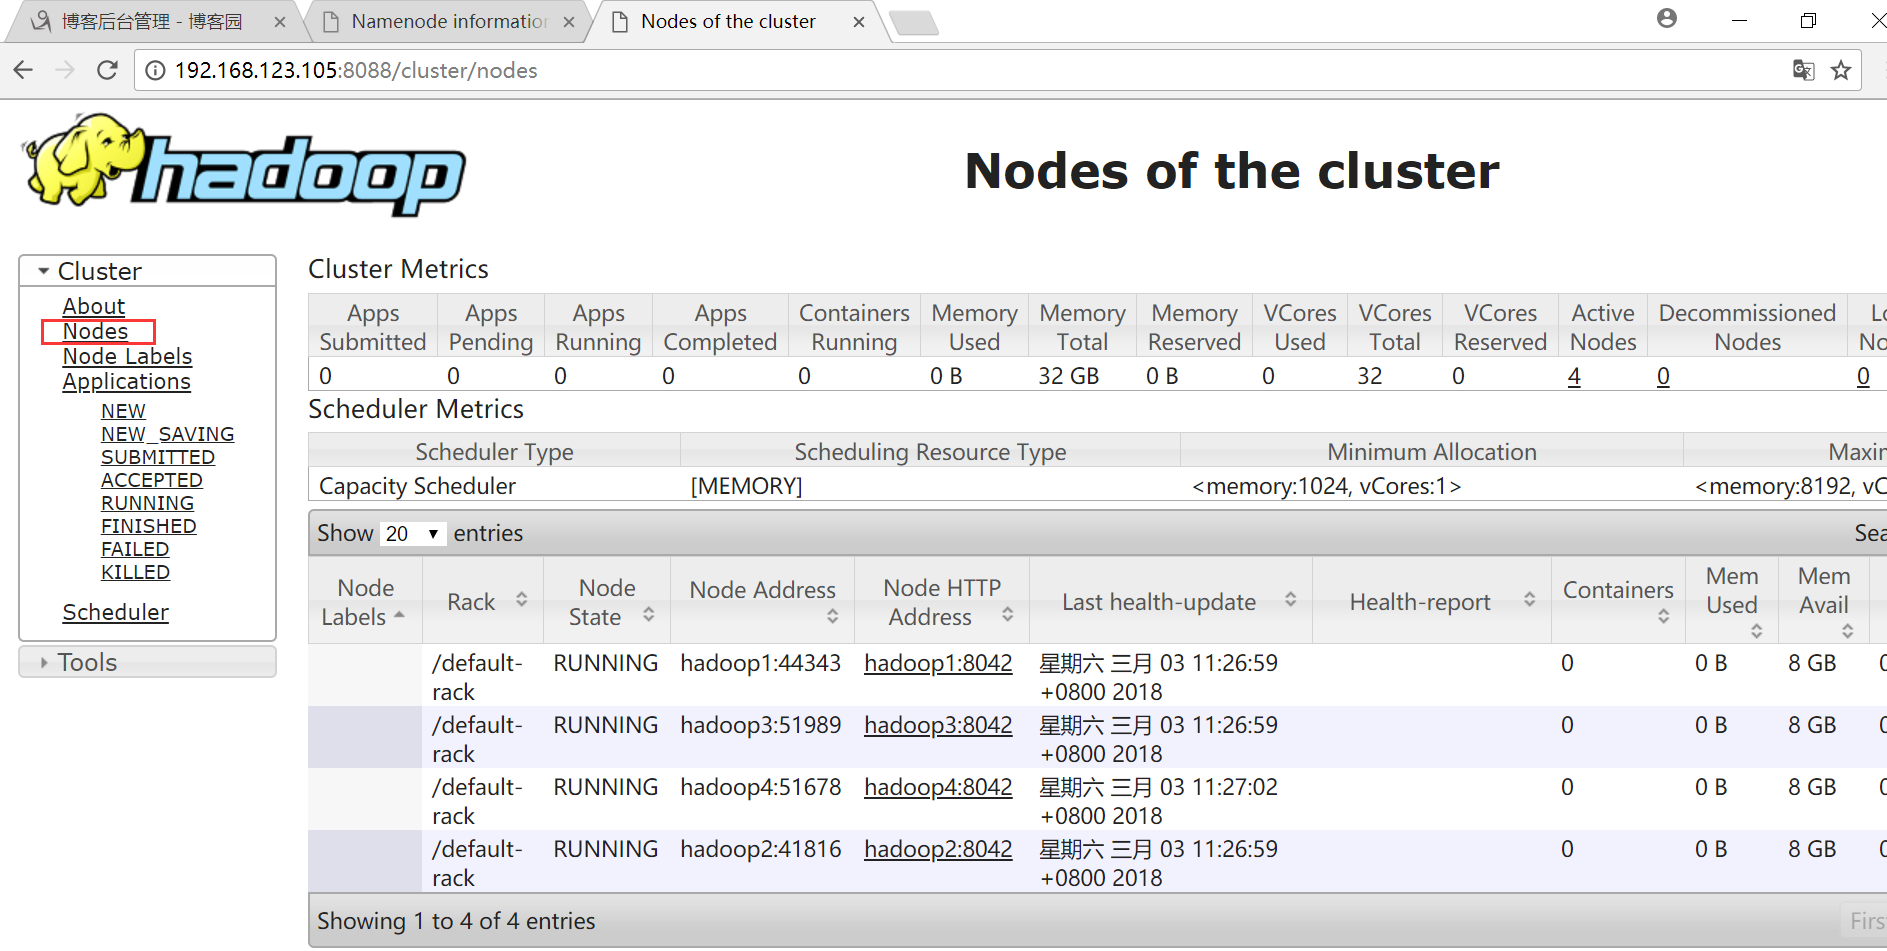 博客后台管理 - 博客园
Namenode information
Nodes of the cluster
192.168.123.105:8088/cluster/nodes
hadoop
Nodes of the cluster
Cluster
About
Nodes
Node Labels
Applications
NEW
NEW_SAVING
SUBMITTED
ACCEPTED
RUNNING
FINISHED
FAILED
KILLED
Scheduler
Tools
Cluster Metrics
Apps Submitted Apps Pending Apps Running Apps Completed Containers Running Memory Used Memory Total Memory Reserved VCores Used VCores Total VCores Reserved Active Nodes Decommissioned Nodes
0 0 0 0 0 0 B 32 GB 0 B 0 32 0 4 0 0
Scheduler Metrics
Scheduler Type Scheduling Resource Type Minimum Allocation
Capacity Scheduler [MEMORY] <memory:1024, vCores:1> <memory:8192,
Show 20 entries
Node Labels Rack Node State Node Address Node HTTP Address Last health-update Health-report Containers Mem Used Mem Avail
/default- RUNNING hadoop1:44343 hadoop1:8042 星期六 三月 03 11:26:59 0 0 B 8 GB
rack +0800 2018
/default- RUNNING hadoop3:51989 hadoop3:8042 星期六 三月 03 11:26:59 0 0 B 8 GB
rack +0800 2018
/default- RUNNING hadoop4:51678 hadoop4:8042 星期六 三月 03 11:27:02 0 0 B 8 GB
rack +0800 2018
/default- RUNNING hadoop2:41816 hadoop2:8042 星期六 三月 03 11:26:59 0 0 B 8 GB
rack +0800 2018
Showing 1 to 4 of 4 entries